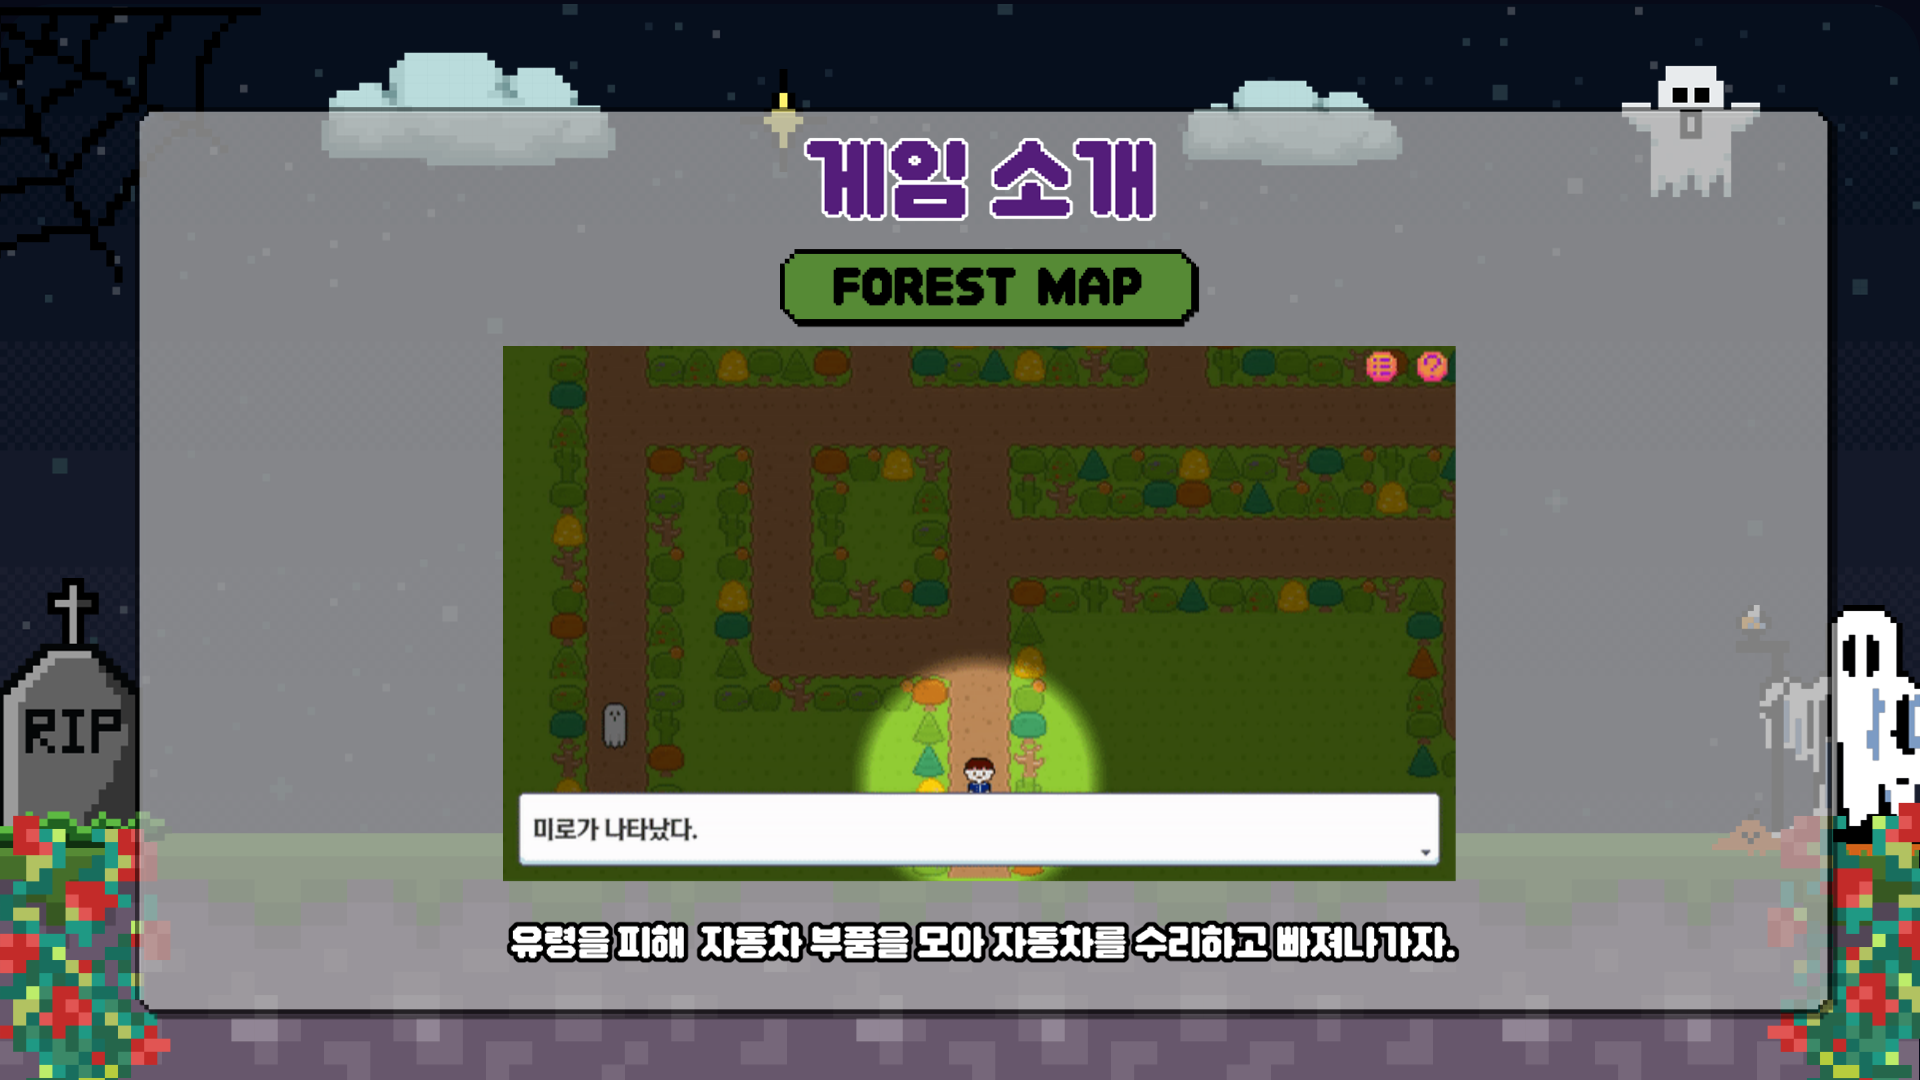 게임 소개
FOREST MAP
?
미로가 나타났다.
RIP
유령을 피해 자동차 부품을 모아 자동차를 수리하고 빠져나가자.